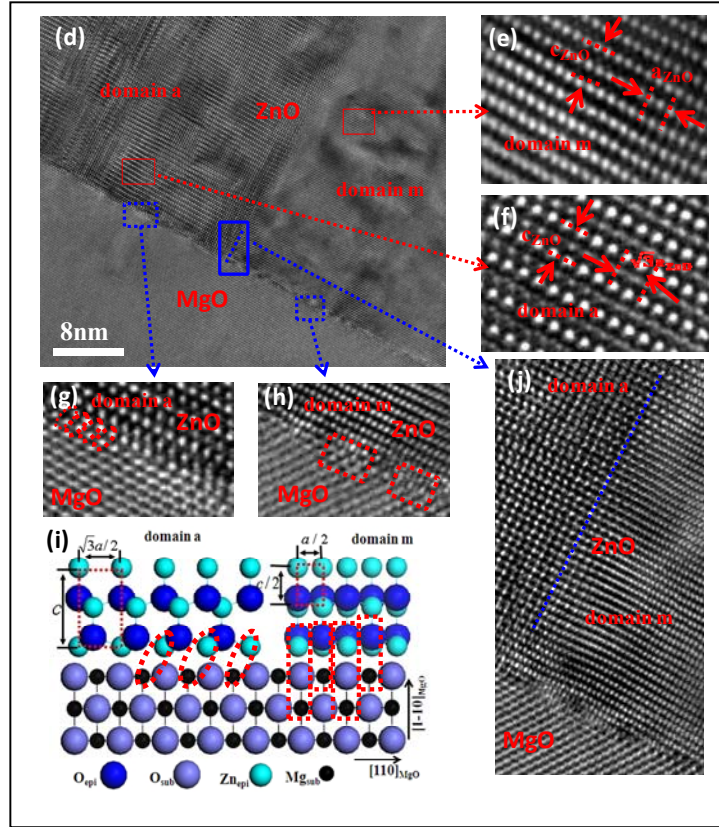 (d)
domain a
ZnO
domain m
MgO
8nm
(e)
cZnO
aZnO
domain m
(f)
cZnO
√3aZnO
domain a
(g)
domain a
ZnO
MgO
(h)
domain m
ZnO
MgO
(j)
domain a
ZnO
domain m
MgO
(i)
domain a
domain m
√3a/2
a/2
c
c/2
[1-10]MgO
[110]MgO
Oepi
Osub
Znepi
Mgsub